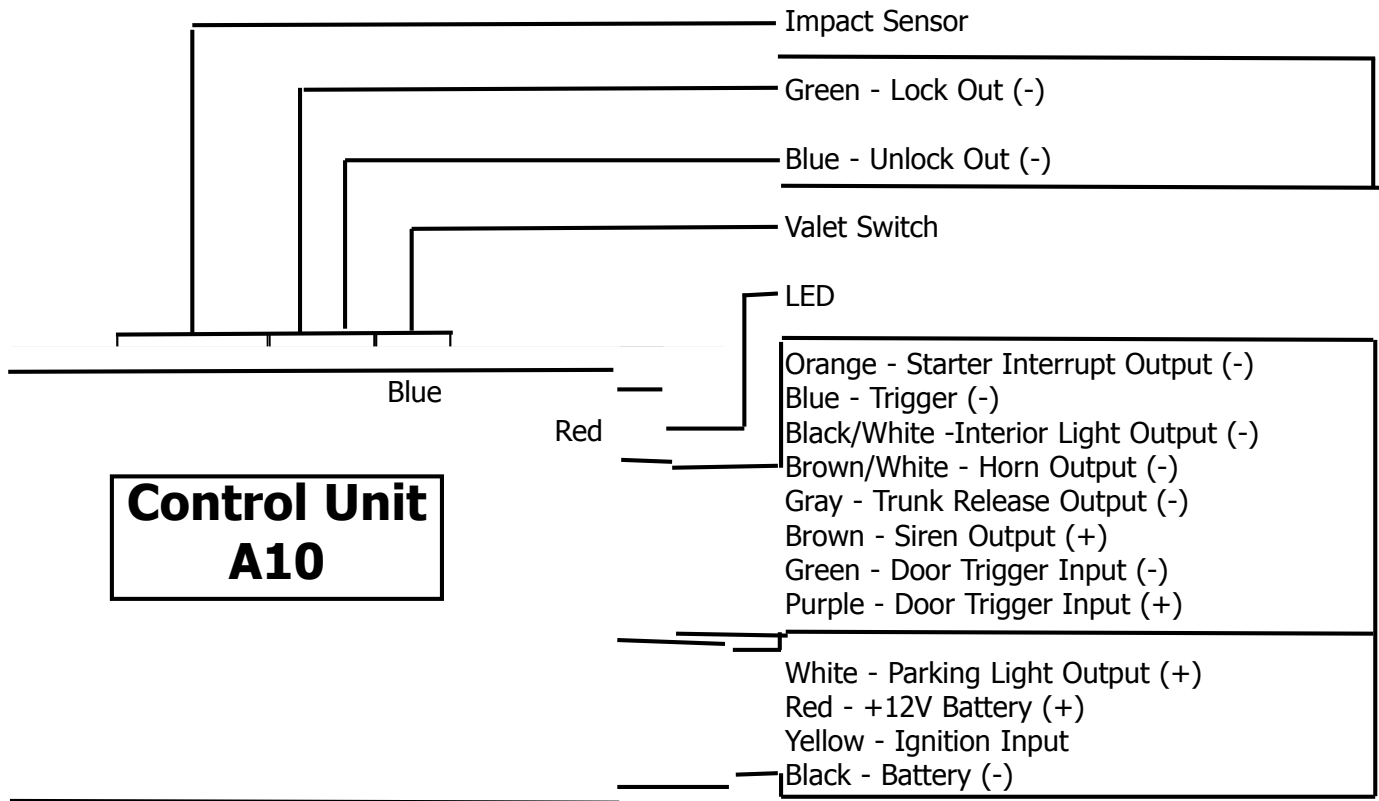 Impact Sensor
Green - Lock Out (-)
Blue - Unlock Out (-)
Valet Switch
LED
Orange - Starter Interrupt Output (-)
Blue - Trigger (-)
Black/White -Interior Light Output (-)
Brown/White - Horn Output (-)
Gray - Trunk Release Output (-)
Brown - Siren Output (+)
Green - Door Trigger Input (-)
Purple - Door Trigger Input (+)
White - Parking Light Output (+)
Red - +12V Battery (+)
Yellow - Ignition Input
Black - Battery (-)
Blue
Red
Control Unit
A10